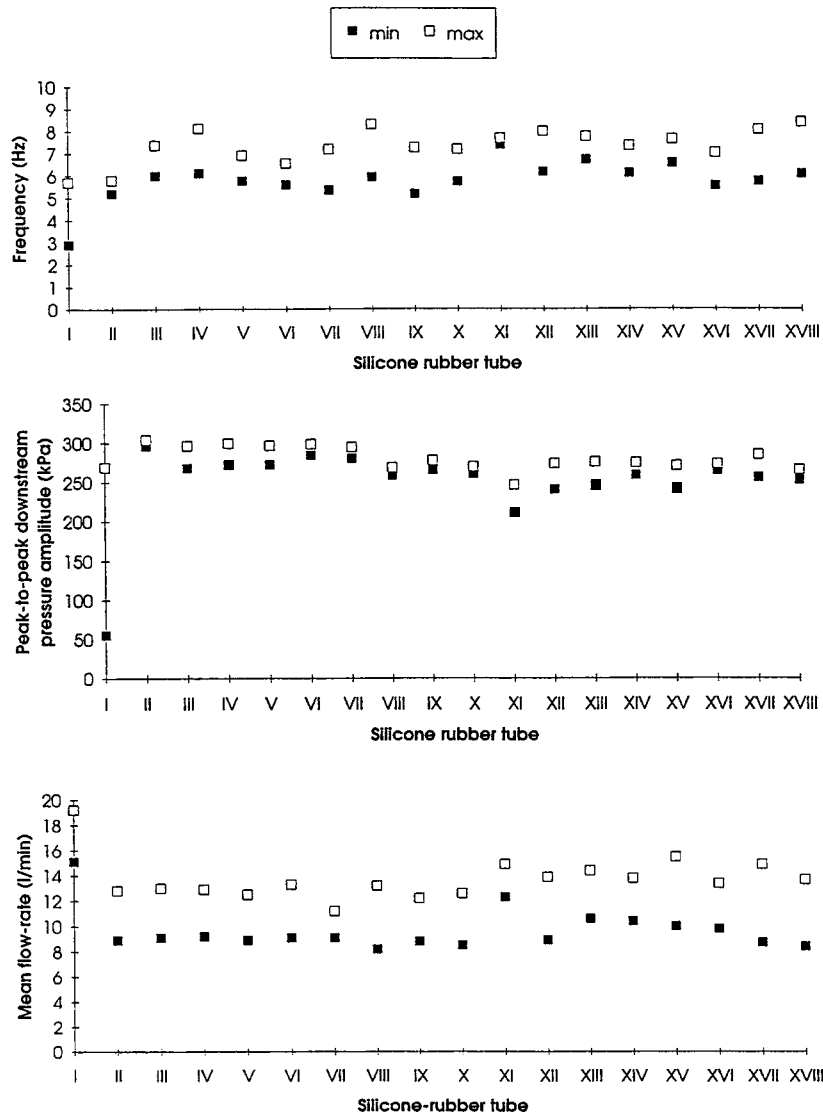 min max
10
9
8
7
6
5
4
3
2
1
0
Frequency (Hz)
I II III IV V VI VII VIII IX X XI XII XIII XIV XV XVI XVII XVIII
Silicone rubber tube
350
300
250
200
150
100
50
0
Peak-to-peak downstream
pressure amplitude (kPa)
I II III IV V VI VII VIII IX X XI XII XIII XIV XV XVI XVII XVIII
Silicone rubber tube
20
18
16
14
12
10
8
6
4
2
0
Mean flow-rate (l/min)
I II III IV V VI VII VIII IX X XI XII XIII XIV XV XVI XVII XVIII
Silicone-rubber tube